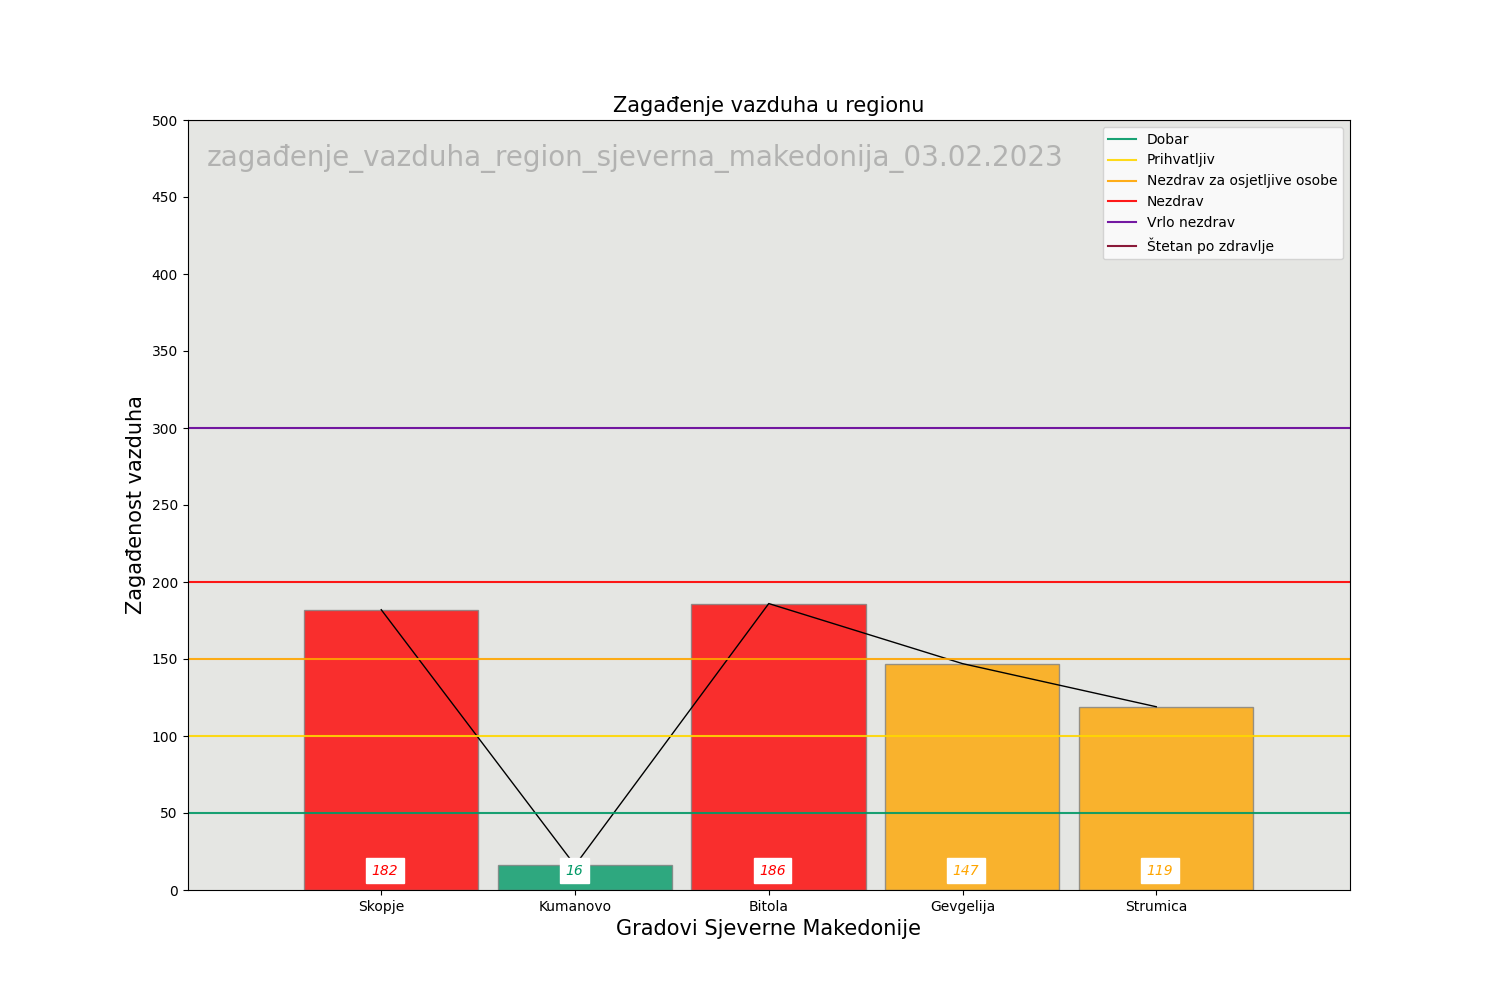 Zagađenje vazduha u regionu
zagađenje_vazduha_region_sjeverna_makedonija_03.02.2023
Dobar
Prihvatljiv
Nezdrav za osjetljive osobe
Nezdrav
Vrlo nezdrav
Štetan po zdravlje
Zagađenost vazduha
500
450
400
350
300
250
200
150
100
50
0
182
16
186
147
119
Skopje
Kumanovo
Bitola
Gevgelija
Strumica
Gradovi Sjeverne Makedonije